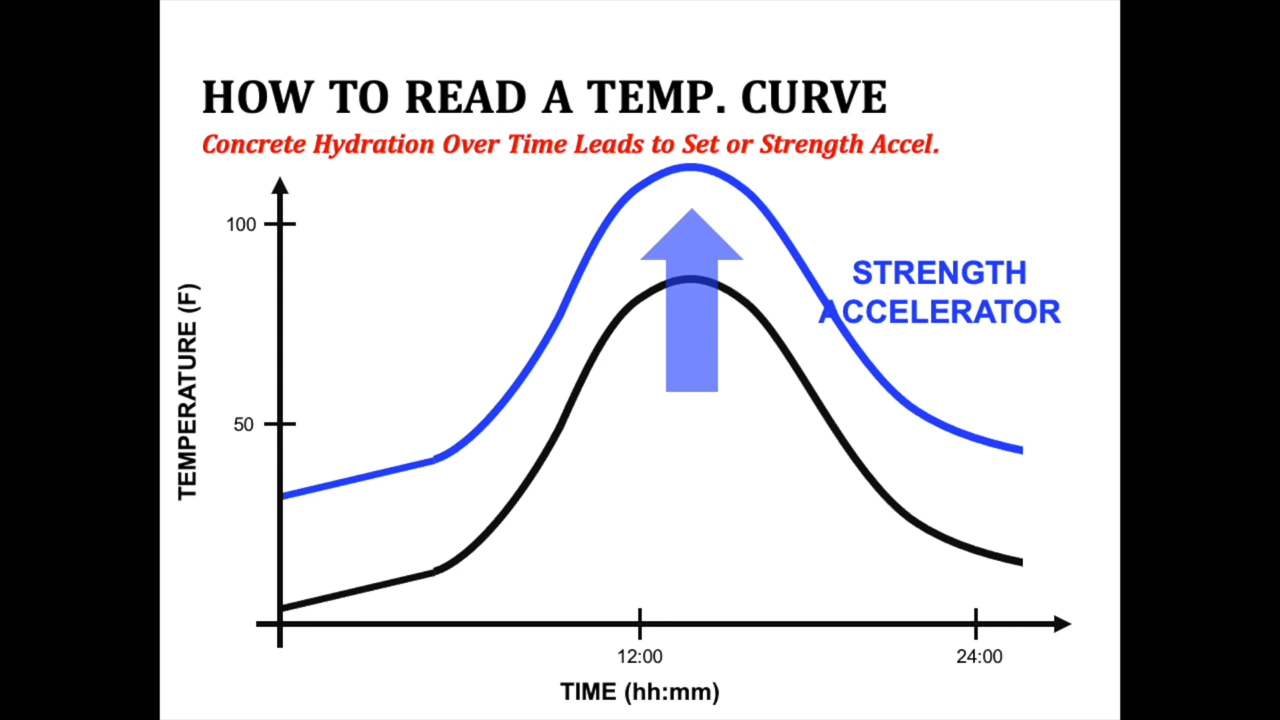 HOW TO READ A TEMP. CURVE
Concrete Hydration Over Time Leads to Set or Strength Accel.
100
50
TEMPERATURE (F)
STRENGTH
ACCELERATOR
12:00
24:00
TIME (hh:mm)